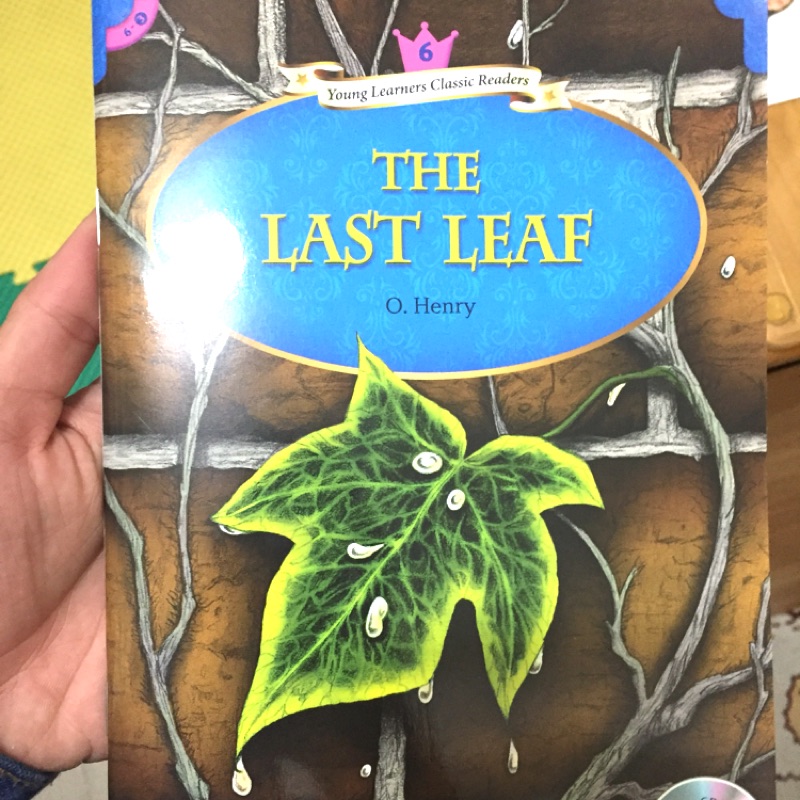 6
Young Learners Classic Readers
THE
LAST LEAF
O. Henry